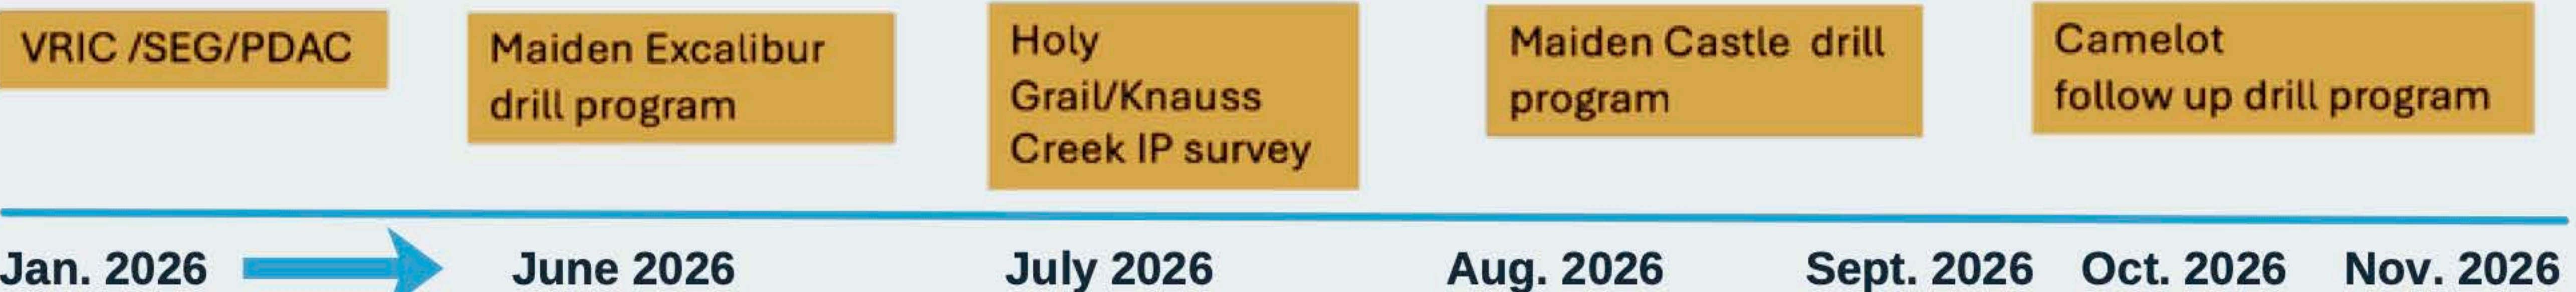 VRIC /SEG/PDAC
Maiden Excalibur
drill program
Holy
Grail/Knauss
Creek IP survey
Maiden Castle drill
program
Camelot
follow up drill program
Jan. 2026
June 2026
July 2026
Aug. 2026
Sept. 2026
Oct. 2026
Nov. 2026